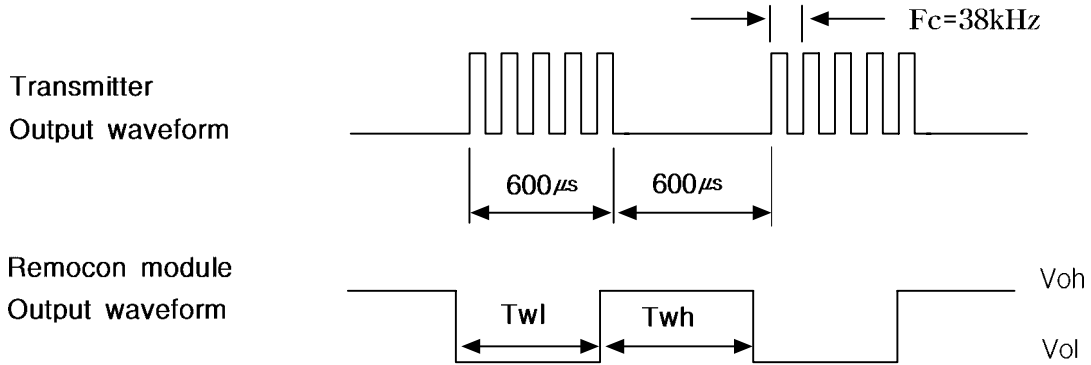 Fc=38kHz
Transmitter
Output waveform
600μs 600μs
Remocon module
Output waveform
Twl Twh
Voh
Vol